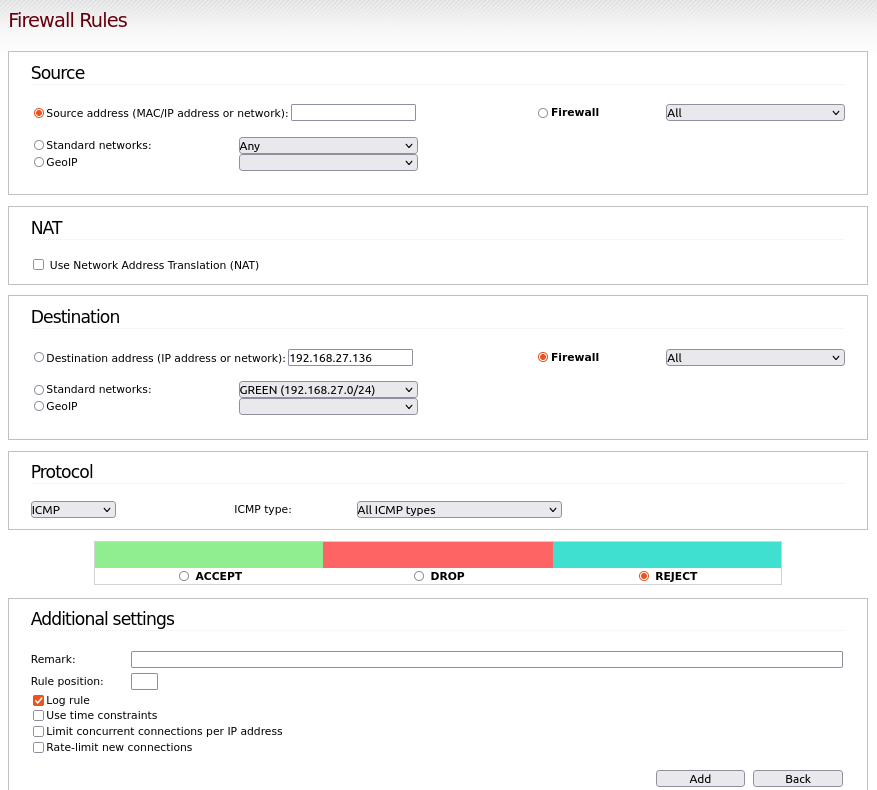 Firewall Rules
Source
Source address (MAC/IP address or network): Firewall All
Standard networks: Any
GeoIP
NAT
Use Network Address Translation (NAT)
Destination
Destination address (IP address or network): 192.168.27.136 Firewall All
Standard networks: GREEN (192.168.27.0/24)
GeoIP
Protocol
ICMP ICMP type: All ICMP types
ACCEPT DROP REJECT
Additional settings
Remark:
Rule position:
Log rule
Use time constraints
Limit concurrent connections per IP address
Rate-limit new connections
Add Back